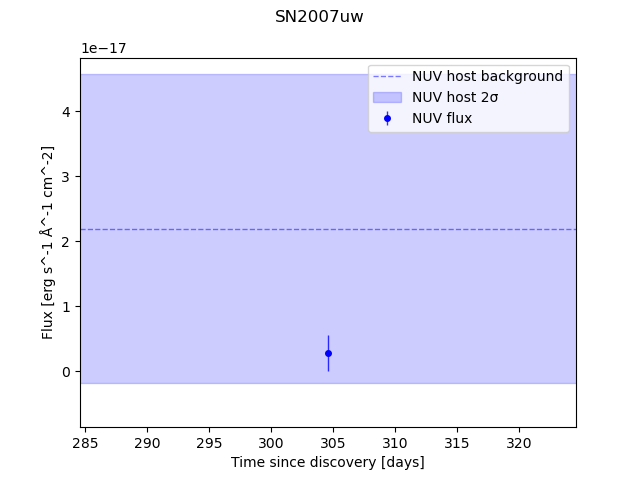 SN2007uw
1e−17
NUV host background
NUV host 2σ
NUV flux
4
3
2
1
0
Flux [erg s^-1 Å^-1 cm^-2]
285 290 295 300 305 310 315 320
Time since discovery [days]